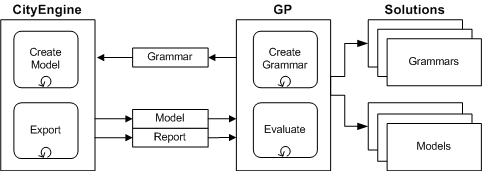 CityEngine
GP
Solutions
Create
Model
Grammar
Create
Grammar
Grammars
Export
Model
Report
Evaluate
Models